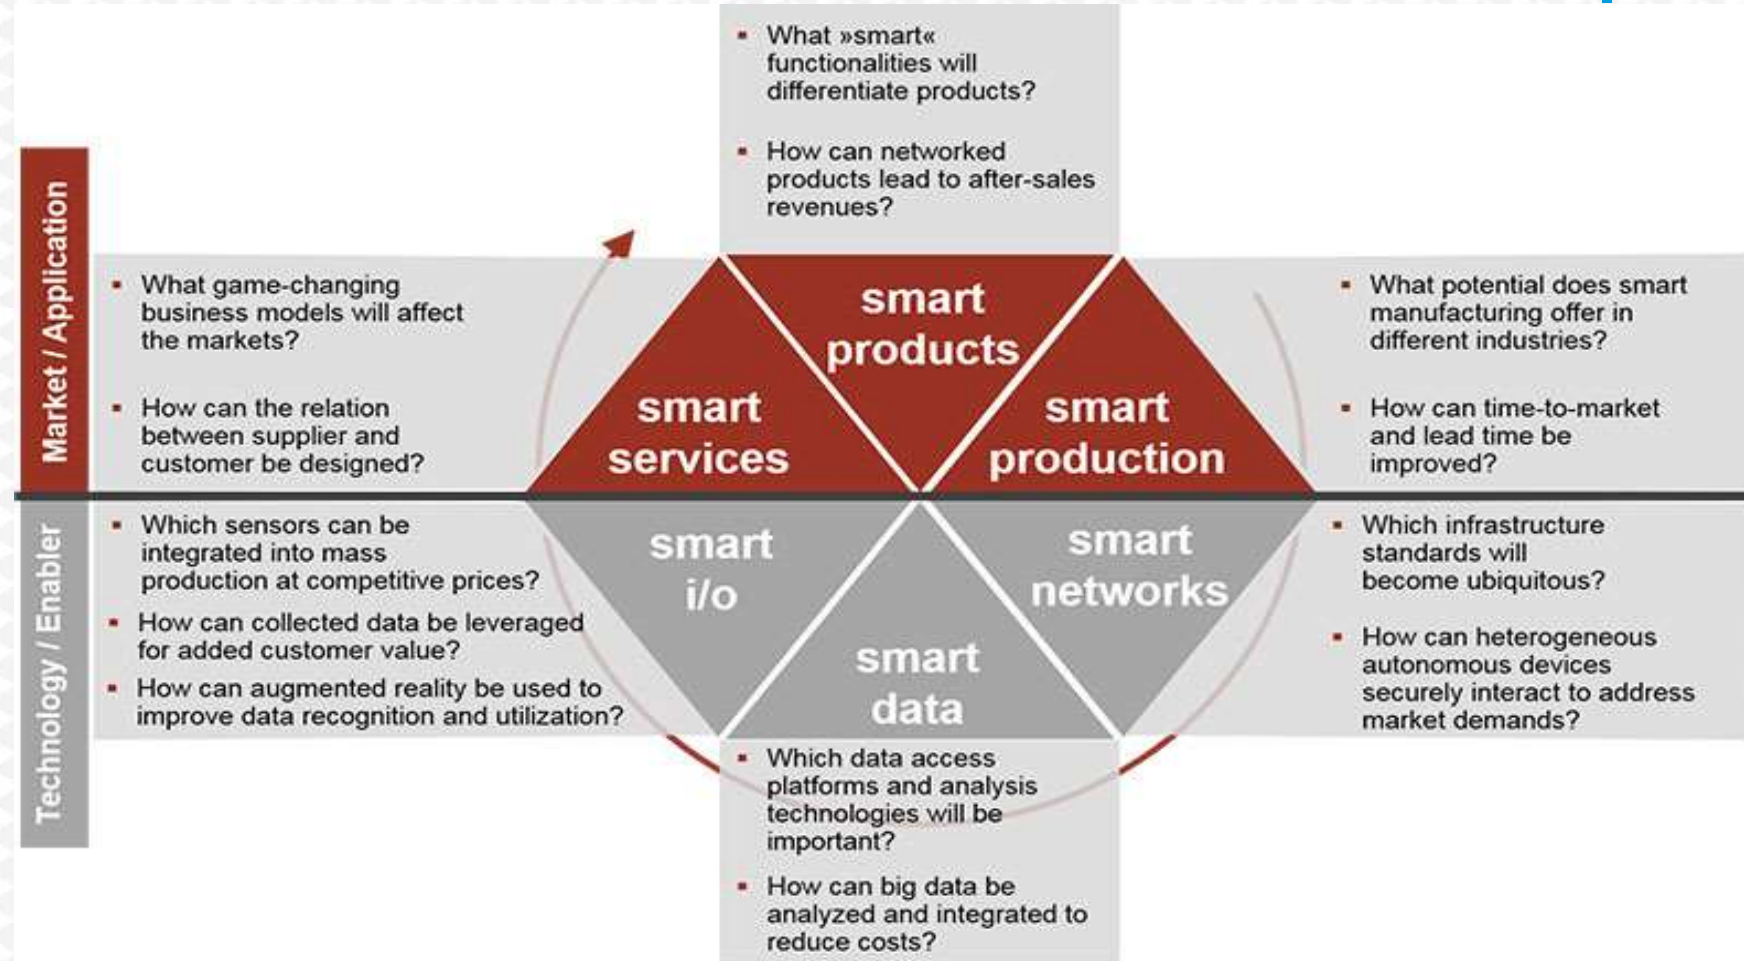 What »smart«
functionalities will
differentiate products?
How can networked
products lead to after-sales
revenues?
Market / Application
What game-changing
business models will affect
the markets?
How can the relation
between supplier and
customer be designed?
smart
products
smart
services
smart
production
What potential does smart
manufacturing offer in
different industries?
How can time-to-market
and lead time be
improved?
Technology / Enabler
Which sensors can be
integrated into mass
production at competitive prices?
How can collected data be leveraged
for added customer value?
How can augmented reality be used to
improve data recognition and utilization?
smart
i/o
smart
data
smart
networks
Which infrastructure
standards will
become ubiquitous?
How can heterogeneous
autonomous devices
securely interact to address
market demands?
Which data access
platforms and analysis
technologies will be
important?
How can big data be
analyzed and integrated to
reduce costs?